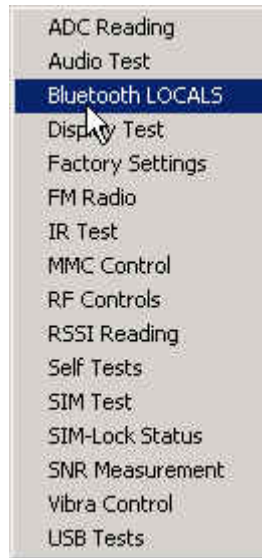 ADC Reading
Audio Test
Bluetooth LOCALS
Display Test
Factory Settings
FM Radio
IR Test
MMC Control
RF Controls
RSSI Reading
Self Tests
SIM Test
SIM-Lock Status
SNR Measurement
Vibra Control
USB Tests